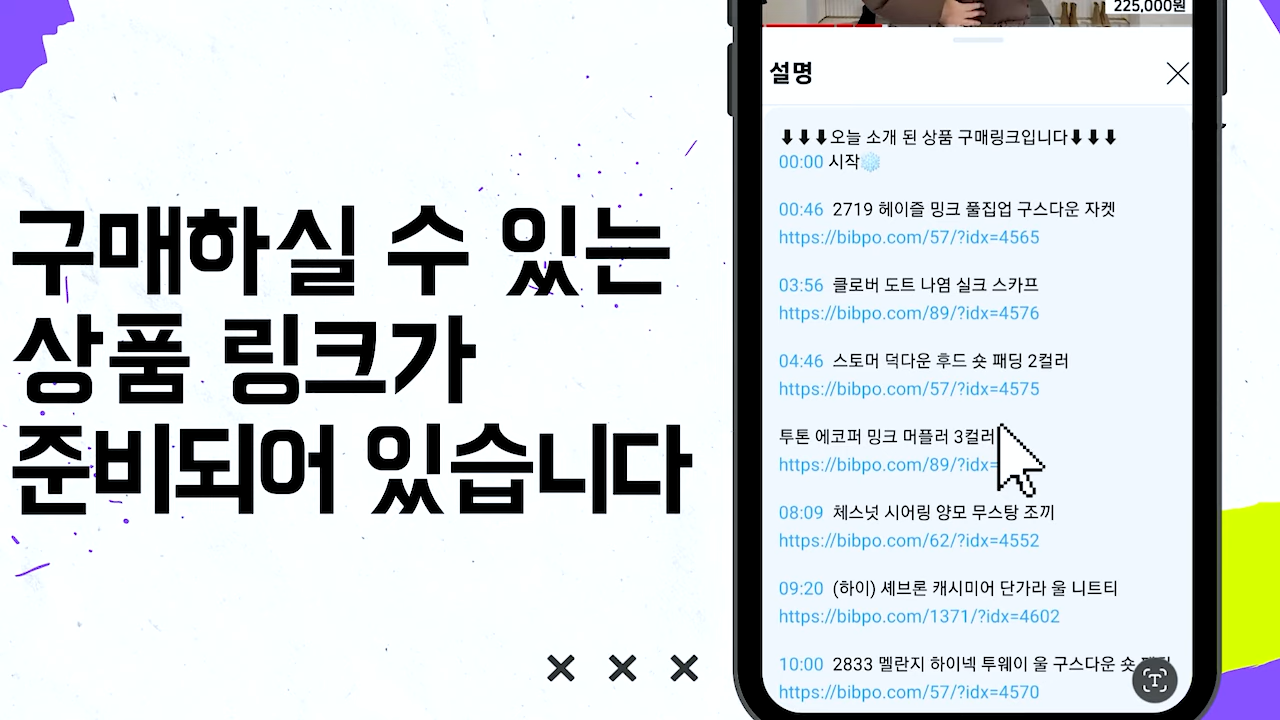 구매하실 수 있는
상품 링크가
준비되어 있습니다
225,000원
설명
⬇⬇⬇오늘 소개 된 상품 구매링크입니다⬇⬇⬇
00:00 시작❄️
00:46 2719 헤이즐 밍크 풀집업 구스다운 자켓
https://bibpo.com/57/?idx=4565
03:56 클로버 도트 나염 실크 스카프
https://bibpo.com/89/?idx=4576
04:46 스토머 덕다운 후드 숏 패딩 2컬러
https://bibpo.com/57/?idx=4575
투톤 에코퍼 밍크 머플러 3컬러
https://bibpo.com/89/?idx=
08:09 체스넛 시어링 양모 무스탕 조끼
https://bibpo.com/62/?idx=4552
09:20 (하이) 셰브론 캐시미어 단가라 울 니트티
https://bibpo.com/1371/?idx=4602
10:00 2833 멜란지 하이넥 투웨이 울 구스다운 숏
https://bibpo.com/57/?idx=4570